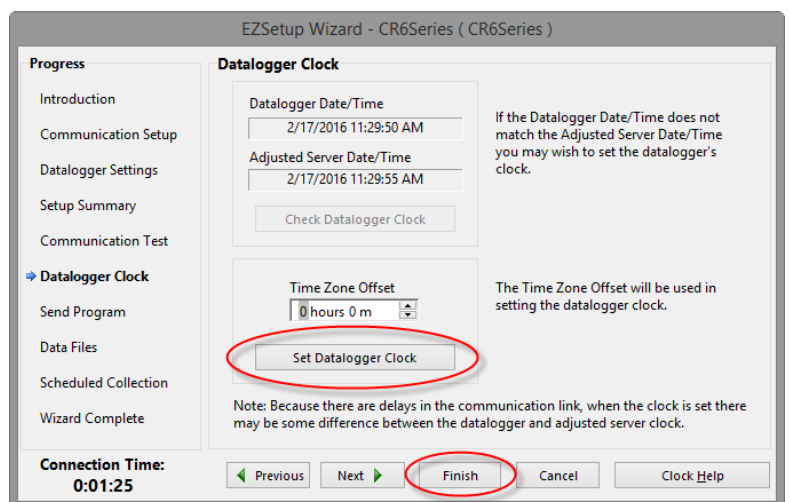 EZSetup Wizard - CR6Series ( CR6Series )
Progress
Introduction
Communication Setup
Datalogger Settings
Setup Summary
Communication Test
Datalogger Clock
Send Program
Data Files
Scheduled Collection
Wizard Complete
Connection Time:
0:01:25
Datalogger Clock
Datalogger Date/Time
2/17/2016 11:29:50 AM
Adjusted Server Date/Time
2/17/2016 11:29:55 AM
Check Datalogger Clock
If the Datalogger Date/Time does not
match the Adjusted Server Date/Time
you may wish to set the datalogger's
clock.
Time Zone Offset
0 hours 0 m
Set Datalogger Clock
The Time Zone Offset will be used in
setting the datalogger clock.
Note: Because there are delays in the communication link, when the clock is set there
may be some difference between the datalogger and adjusted server clock.
Previous
Next
Finish
Cancel
Clock Help